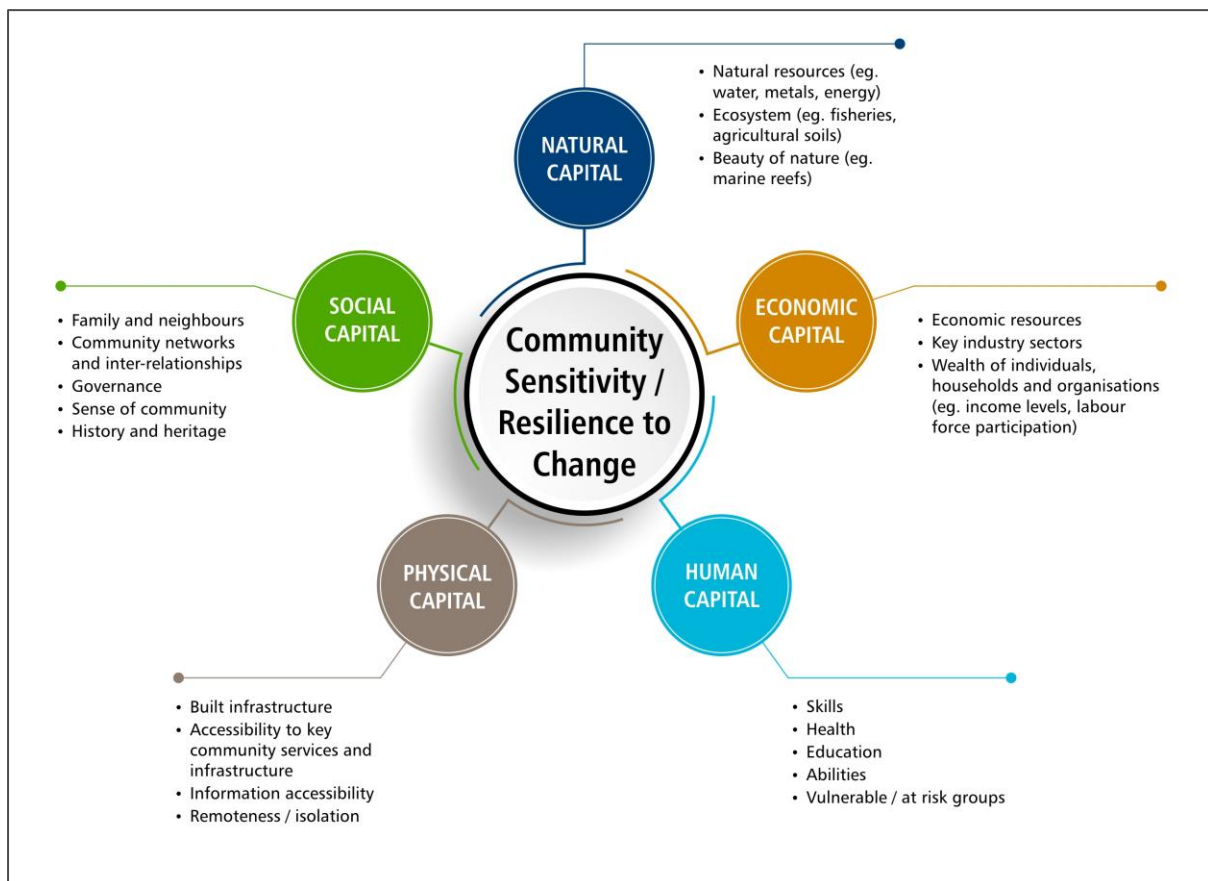 NATURAL
CAPITAL
• Natural resources (eg.
water, metals, energy)
• Ecosystem (eg. fisheries,
agricultural soils)
• Beauty of nature (eg.
marine reefs)
SOCIAL
CAPITAL
• Family and neighbours
• Community networks
and inter-relationships
• Governance
• Sense of community
• History and heritage
Community
Sensitivity /
Resilience to
Change
ECONOMIC
CAPITAL
• Economic resources
• Key industry sectors
• Wealth of individuals,
households and organisations
(eg. income levels, labour
force participation)
PHYSICAL
CAPITAL
• Built infrastructure
• Accessibility to key
community services and
infrastructure
• Information accessibility
• Remoteness / isolation
HUMAN
CAPITAL
• Skills
• Health
• Education
• Abilities
• Vulnerable / at risk groups